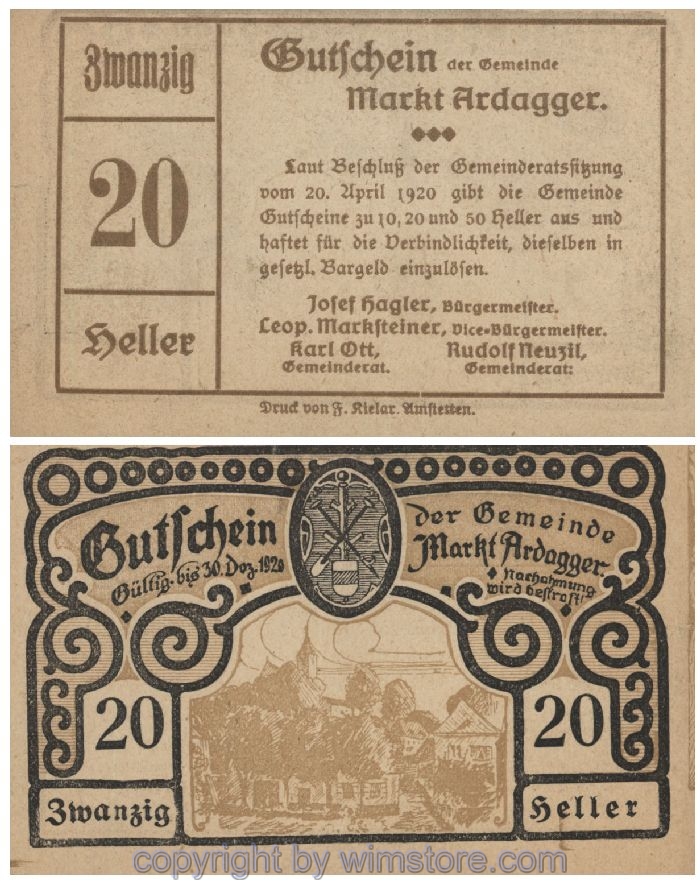 Zwanzig
20
Heller
Gutschein der Gemeinde
Markt Ardagger.
Laut Beschluß der Gemeinderatssitzung
vom 20. April 1920 gibt die Gemeinde
Gutscheine zu 10, 20 und 50 Heller aus und
haftet für die Verbindlichkeit, dieselben in
gesetzl. Bargeld einzulösen.
Josef Hagler, Bürgermeister.
Leop. Marksteiner, Vice-Bürgermeister.
Karl Ott, Rudolf Neuzil,
Gemeinderat. Gemeinderat:
Druck von F. Kielar. Amstetten.
Gutschein
Gültig bis 30. Dez. 1920
der Gemeinde
Markt Ardagger.
Nachahmung
wird bestraft!
20 20
Zwanzig Heller
copyright by wimstore.com